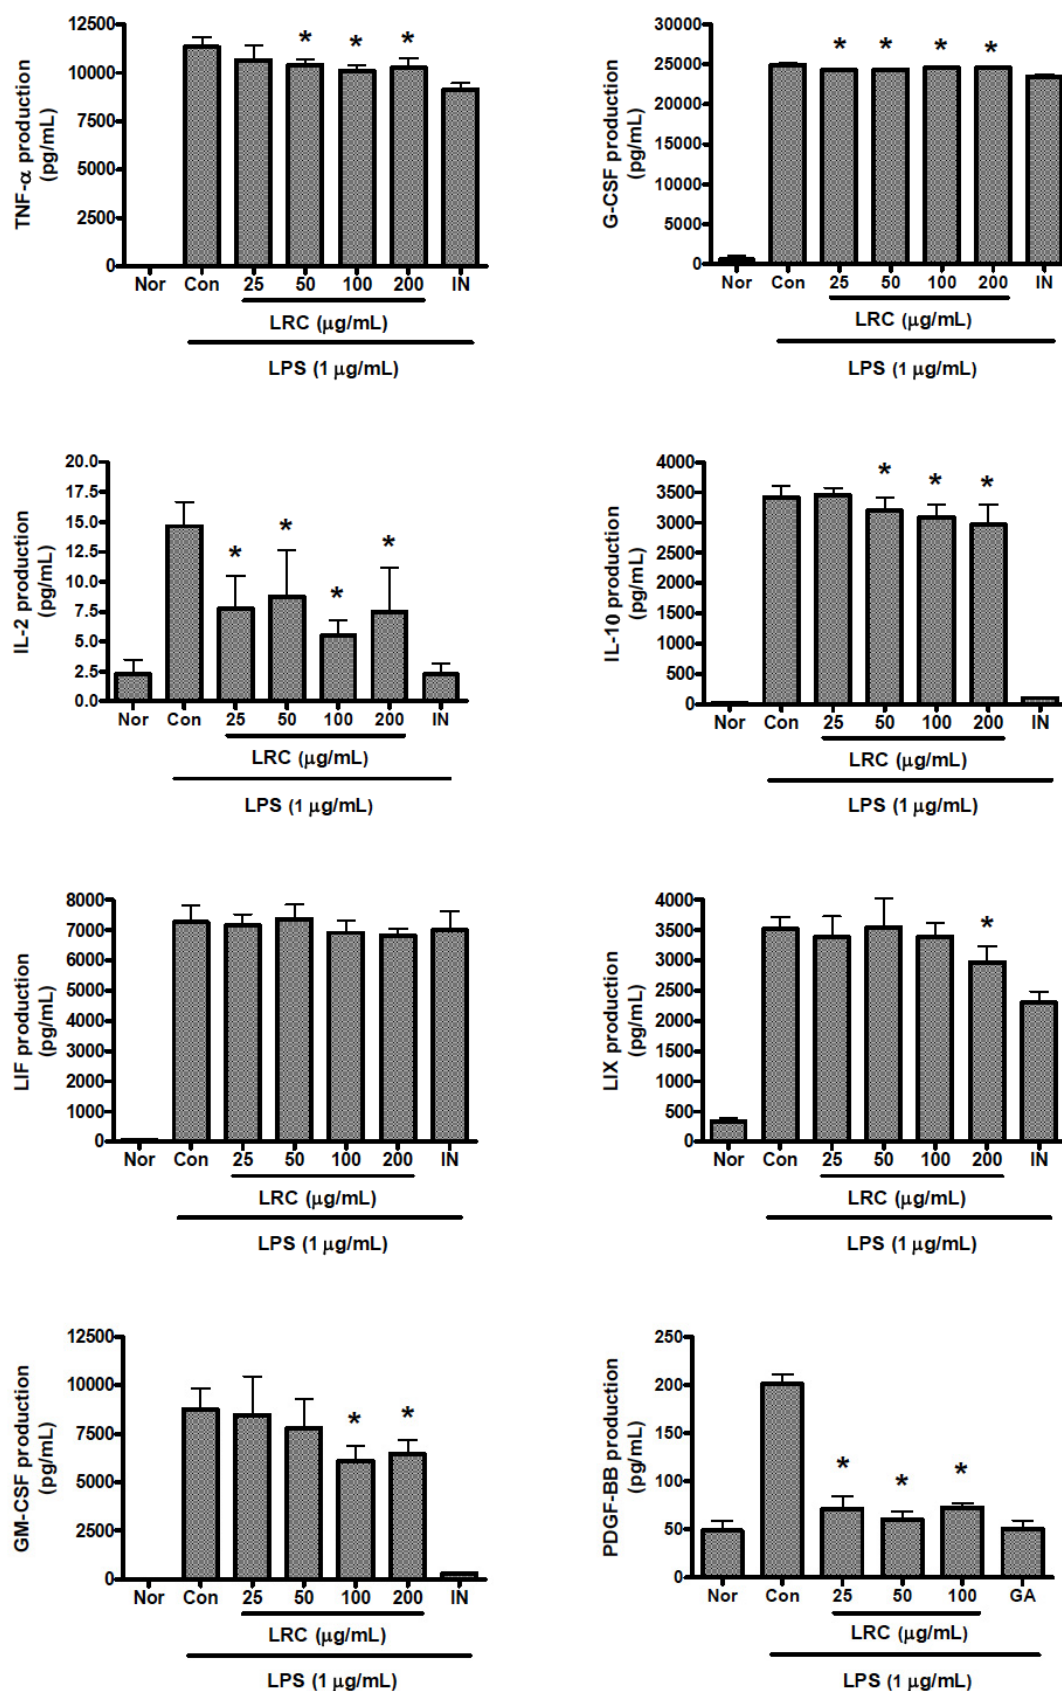 TNF-α production
(pg/mL)
12500
10000
7500
5000
2500
0
* * *
Nor Con 25 50 100 200 IN
LRC (μg/mL)
LPS (1 μg/mL)
G-CSF production
(pg/mL)
30000
25000
20000
15000
10000
5000
0
* * * *
Nor Con 25 50 100 200 IN
LRC (μg/mL)
LPS (1 μg/mL)
IL-2 production
(pg/mL)
20.0
17.5
15.0
12.5
10.0
7.5
5.0
2.5
0.0
* * * *
Nor Con 25 50 100 200 IN
LRC (μg/mL)
LPS (1 μg/mL)
IL-10 production
(pg/mL)
4000
3500
3000
2500
2000
1500
1000
500
0
* * *
Nor Con 25 50 100 200 IN
LRC (μg/mL)
LPS (1 μg/mL)
LIF production
(pg/mL)
8000
7000
6000
5000
4000
3000
2000
1000
0
Nor Con 25 50 100 200 IN
LRC (μg/mL)
LPS (1 μg/mL)
LIX production
(pg/mL)
4000
3500
3000
2500
2000
1500
1000
500
0
*
Nor Con 25 50 100 200 IN
LRC (μg/mL)
LPS (1 μg/mL)
GM-CSF production
(pg/mL)
12500
10000
7500
5000
2500
0
* *
Nor Con 25 50 100 200 IN
LRC (μg/mL)
LPS (1 μg/mL)
PDGF-BB production
(pg/mL)
250
200
150
100
50
0
* * *
Nor Con 25 50 100 GA
LRC (μg/mL)
LPS (1 μg/mL)